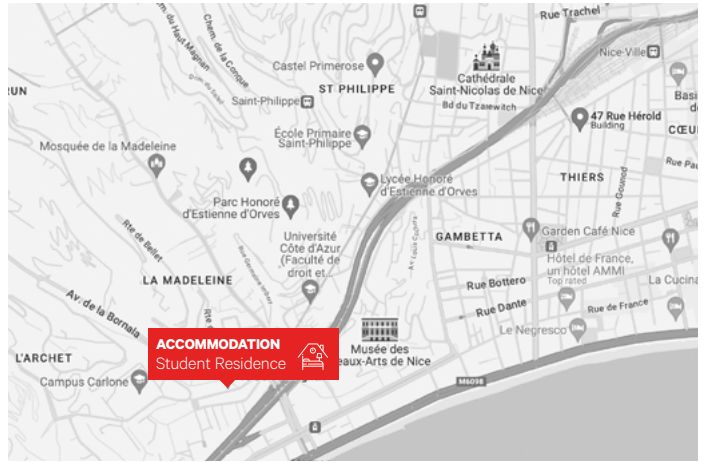 Rue Trachel
Nice-Ville
Chem. de la Conque
Castel Primerose
ST PHILIPPE
Cathédrale
Saint-Nicolas de Nice
Bd du Tzarewitch
Saint-Philippe
47 Rue Hérold
Building
École Primaire
Saint-Philippe
Mosquée de la Madeleine
Lycée Honoré
d'Estienne d'Orves
THIERS
Rue Gounod
Parc Honoré
d'Estienne d'Orves
GAMBETTA
Garden Café Nice
Rte de Bellet
Université
Côte d'Azur
(Faculté de
droit et...
Hôtel de France,
un hôtel AMMI
Top rated
LA MADELEINE
Rue Bottero
La Cucina
Av. de la Bornala
Rue Dante
Rue de France
Le Negresco
ACCOMMODATION
Student Residence
Musée des
eaux-Arts de Nice
L'ARCHET
Campus Carlone
M6098